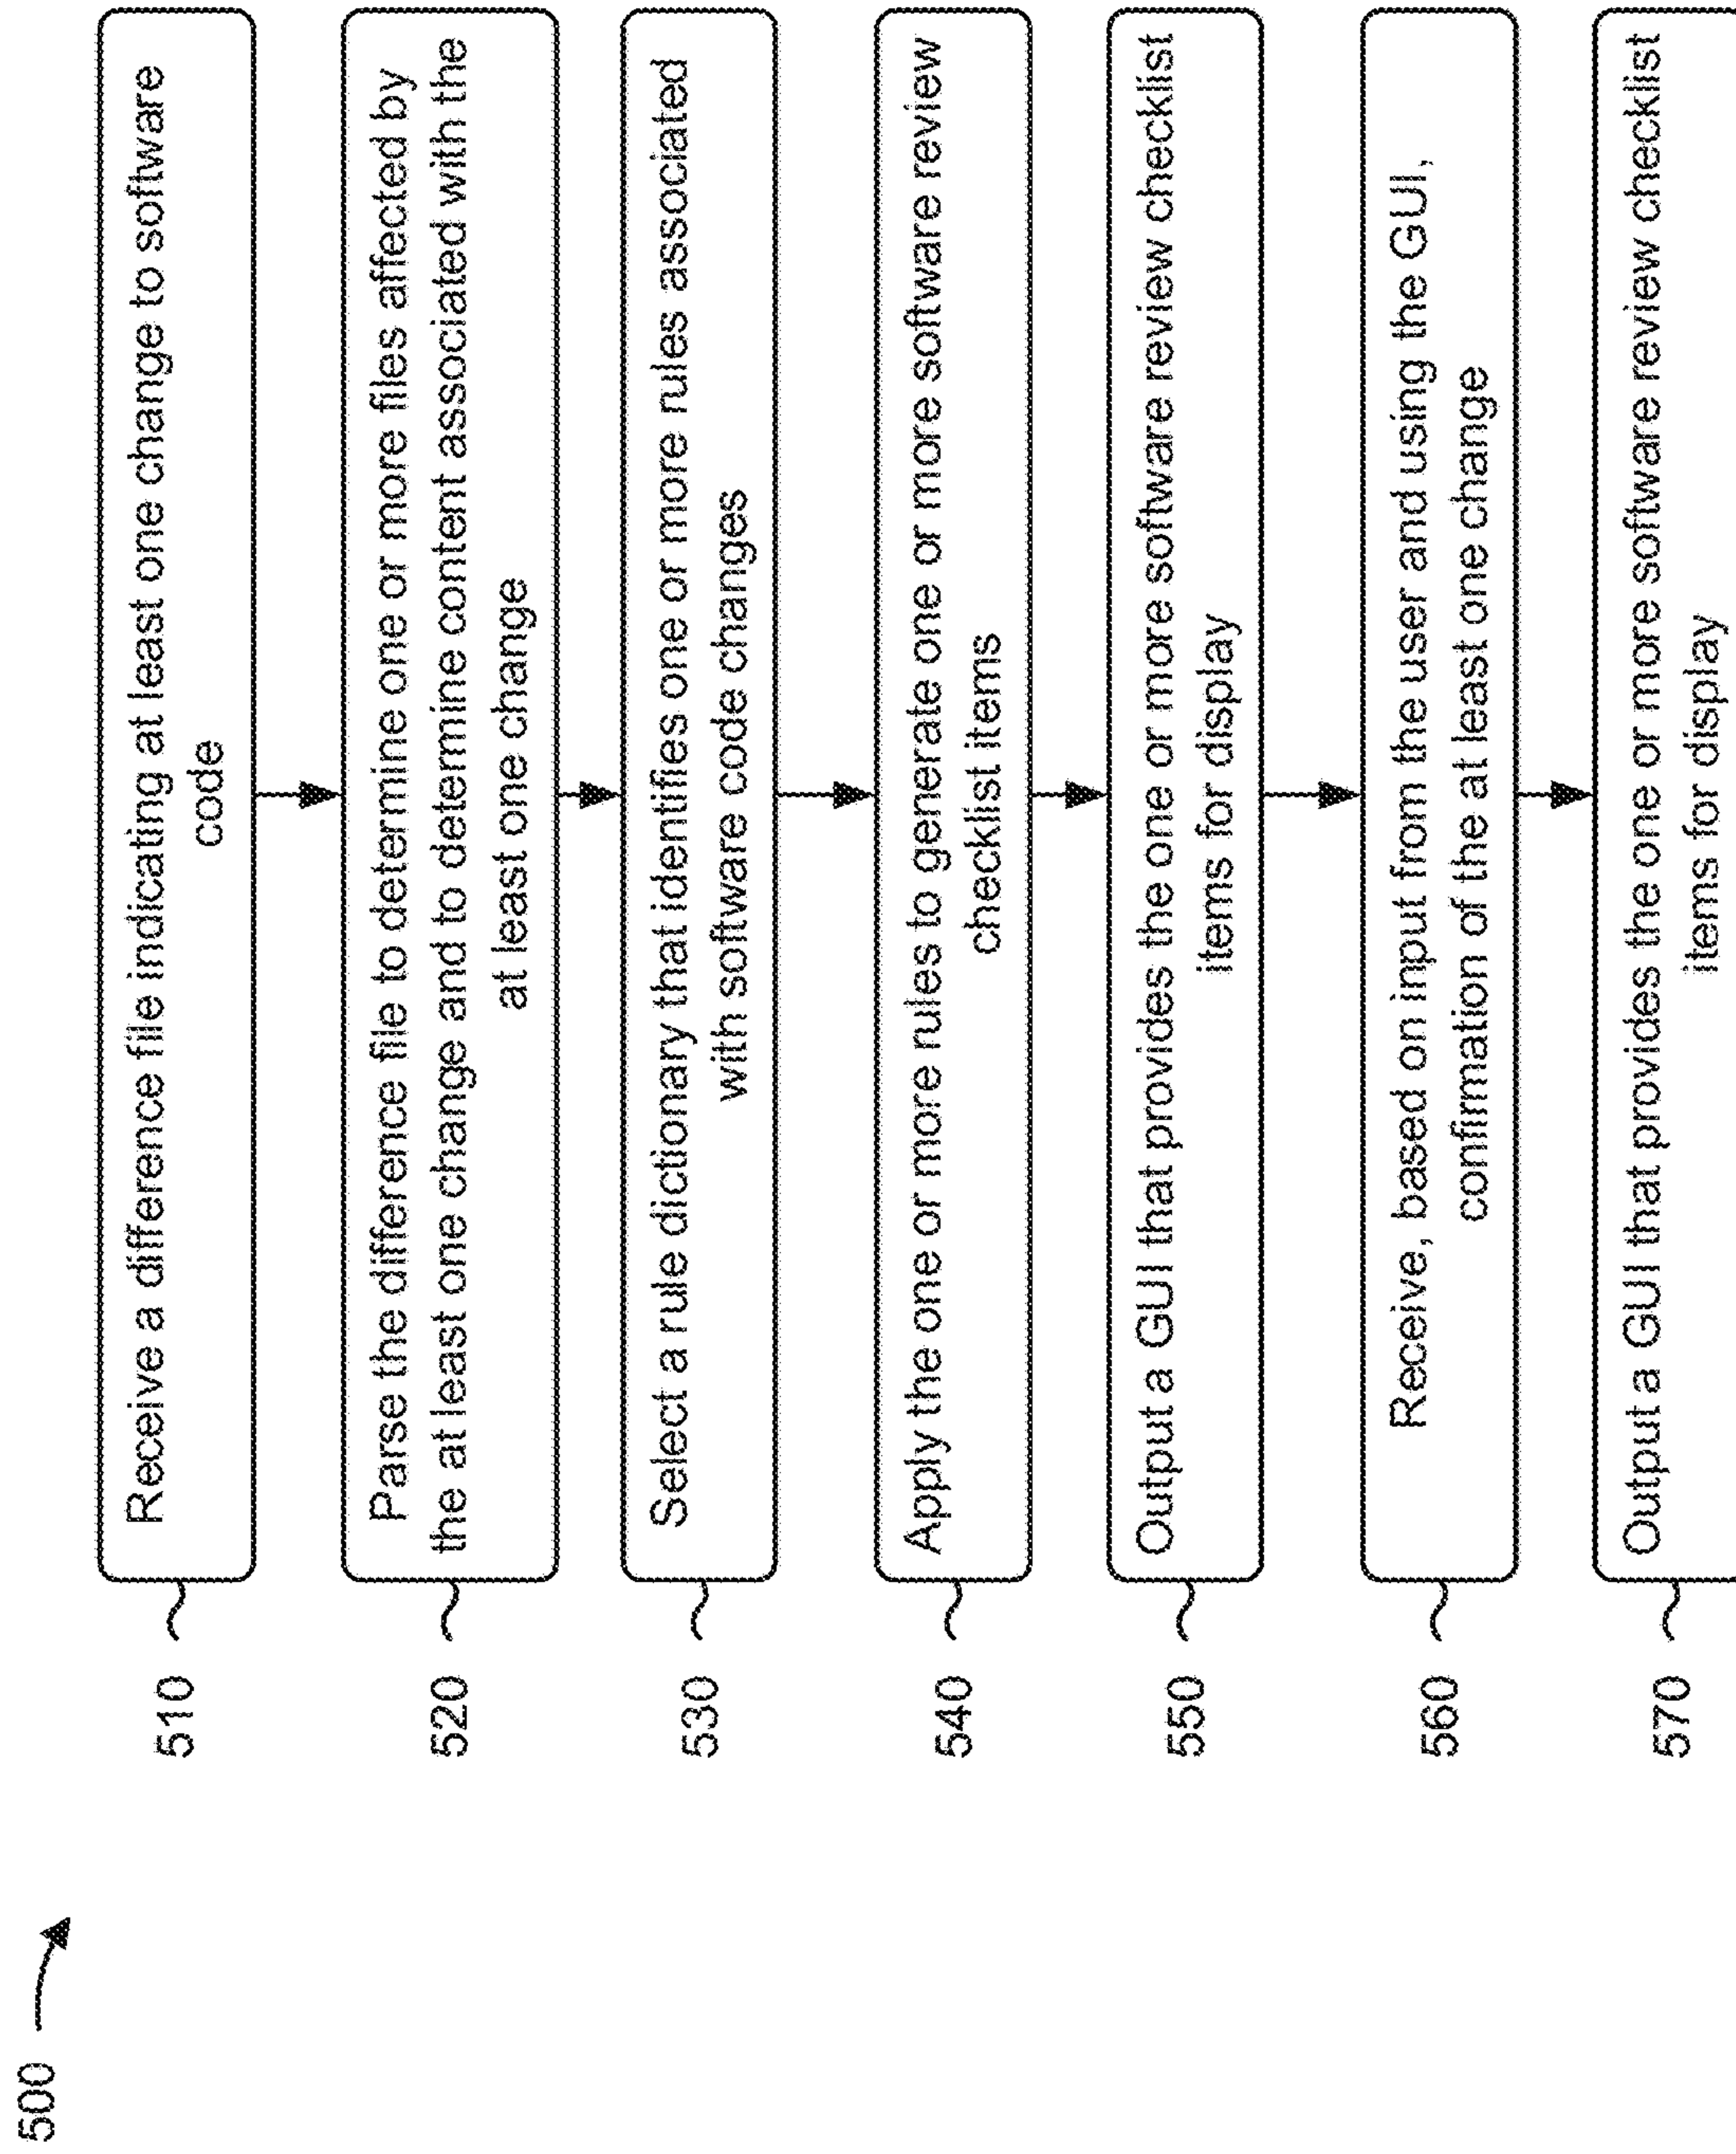 500
510
Receive a difference file indicating at least one change to software
code
520
Parse the difference file to determine one or more files affected by
the at least one change and to determine content associated with the
at least one change
530
Select a rule dictionary that identifies one or more rules associated
with software code changes
540
Apply the one or more rules to generate one or more software review
checklist items
550
Output a GUI that provides the one or more software review checklist
items for display
560
Receive, based on input from the user and using the GUI,
confirmation of the at least one change
570
Output a GUI that provides the one or more software review checklist
items for display